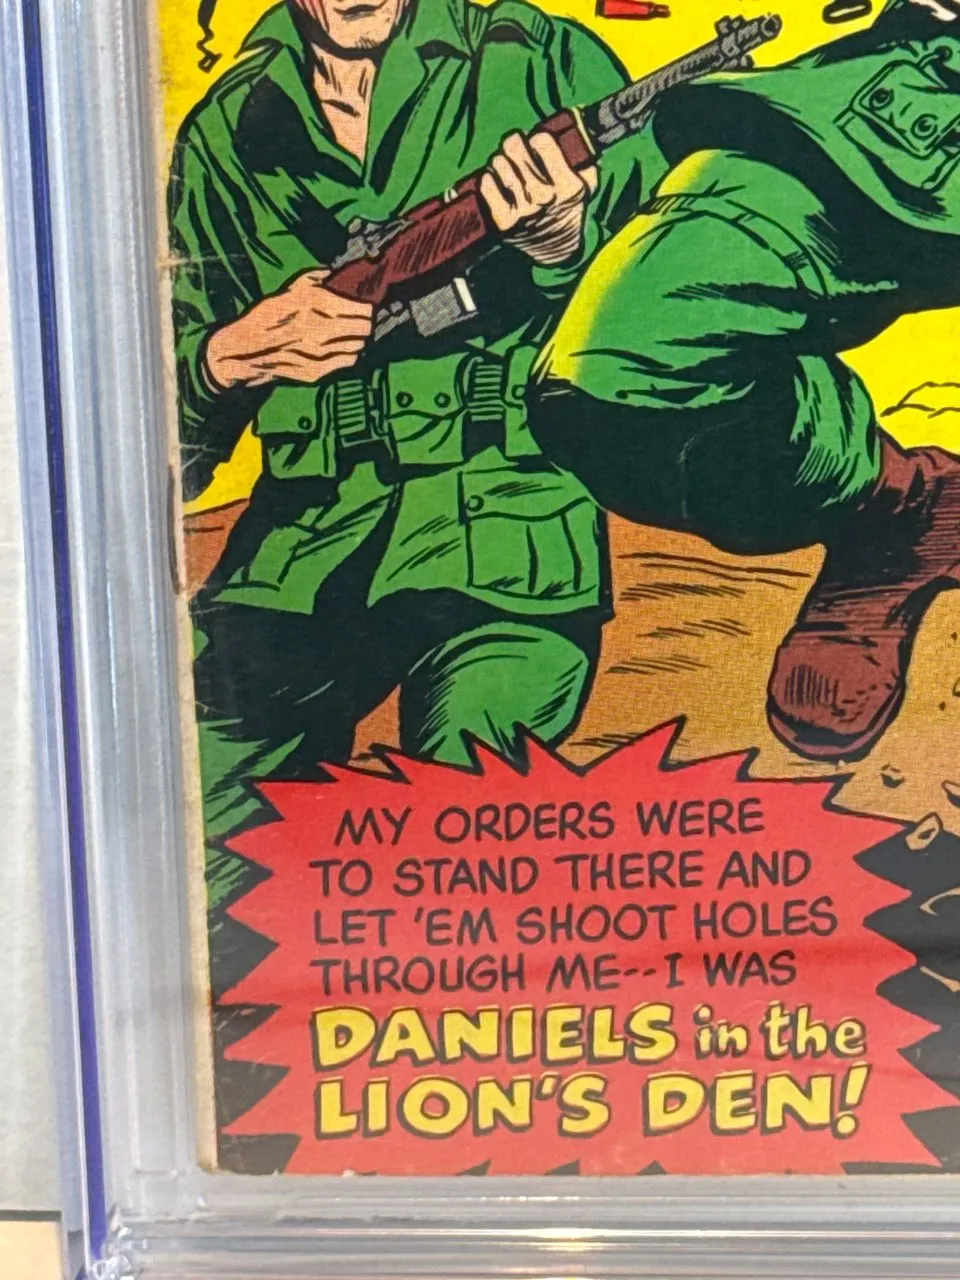 MY ORDERS WERE
TO STAND THERE AND
LET 'EM SHOOT HOLES
THROUGH ME--I WAS
DANIELS in the
LION'S DEN!